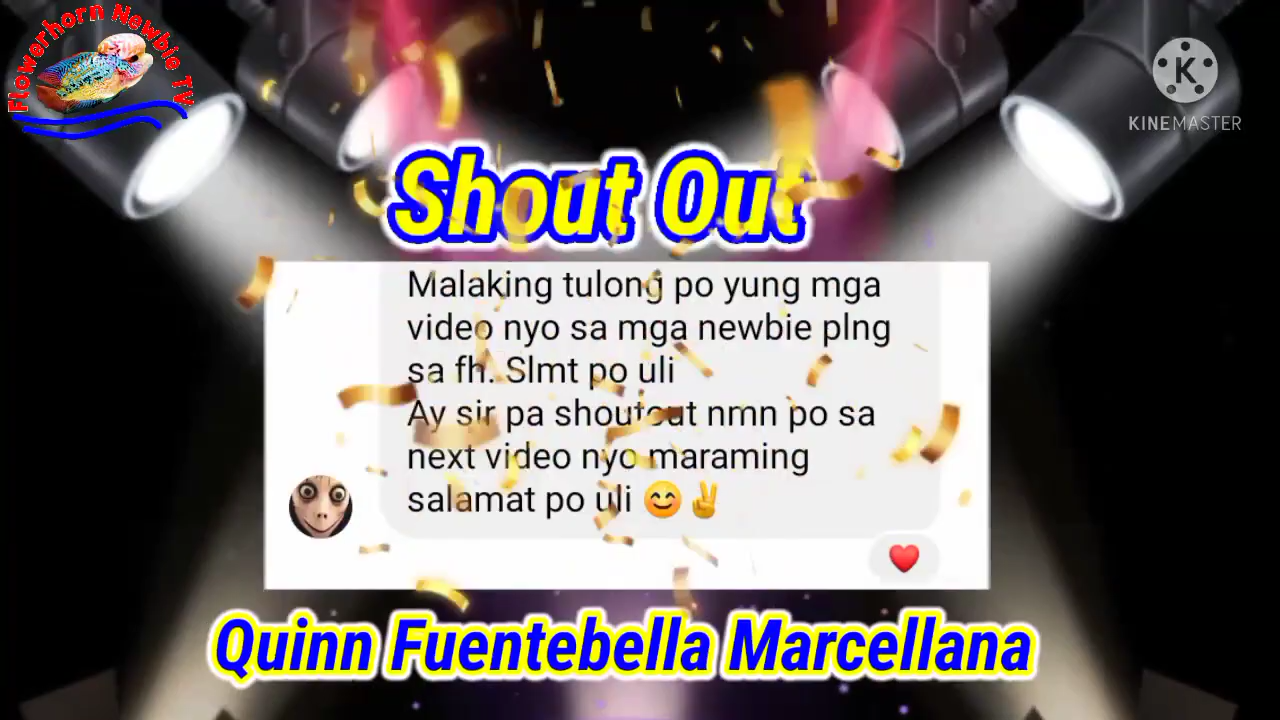 Flowerhorn Newbie TV
K
KINEMASTER
Shout Out
Malaking tulong po yung mga
video nyo sa mga newbie plng
sa fh. Slmt po uli
Ay sir pa shoutout nmn po sa
next video nyo maraming
salamat po uli 😊✌
Quinn Fuentebella Marcellana